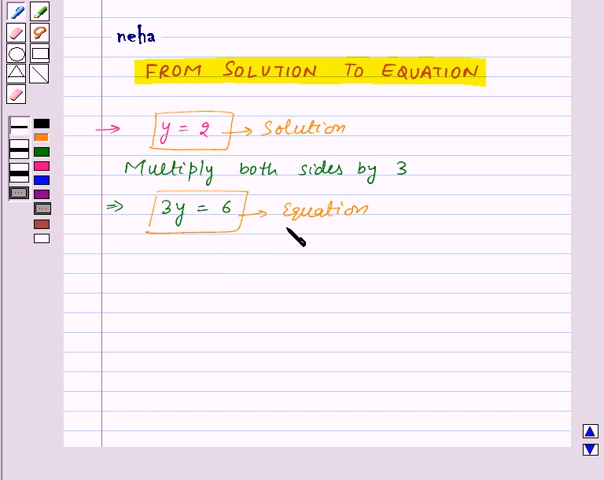 neha
FROM SOLUTION TO EQUATION
→ y = 2 → Solution
Multiply both sides by 3
⇒ 3y = 6 → Equation